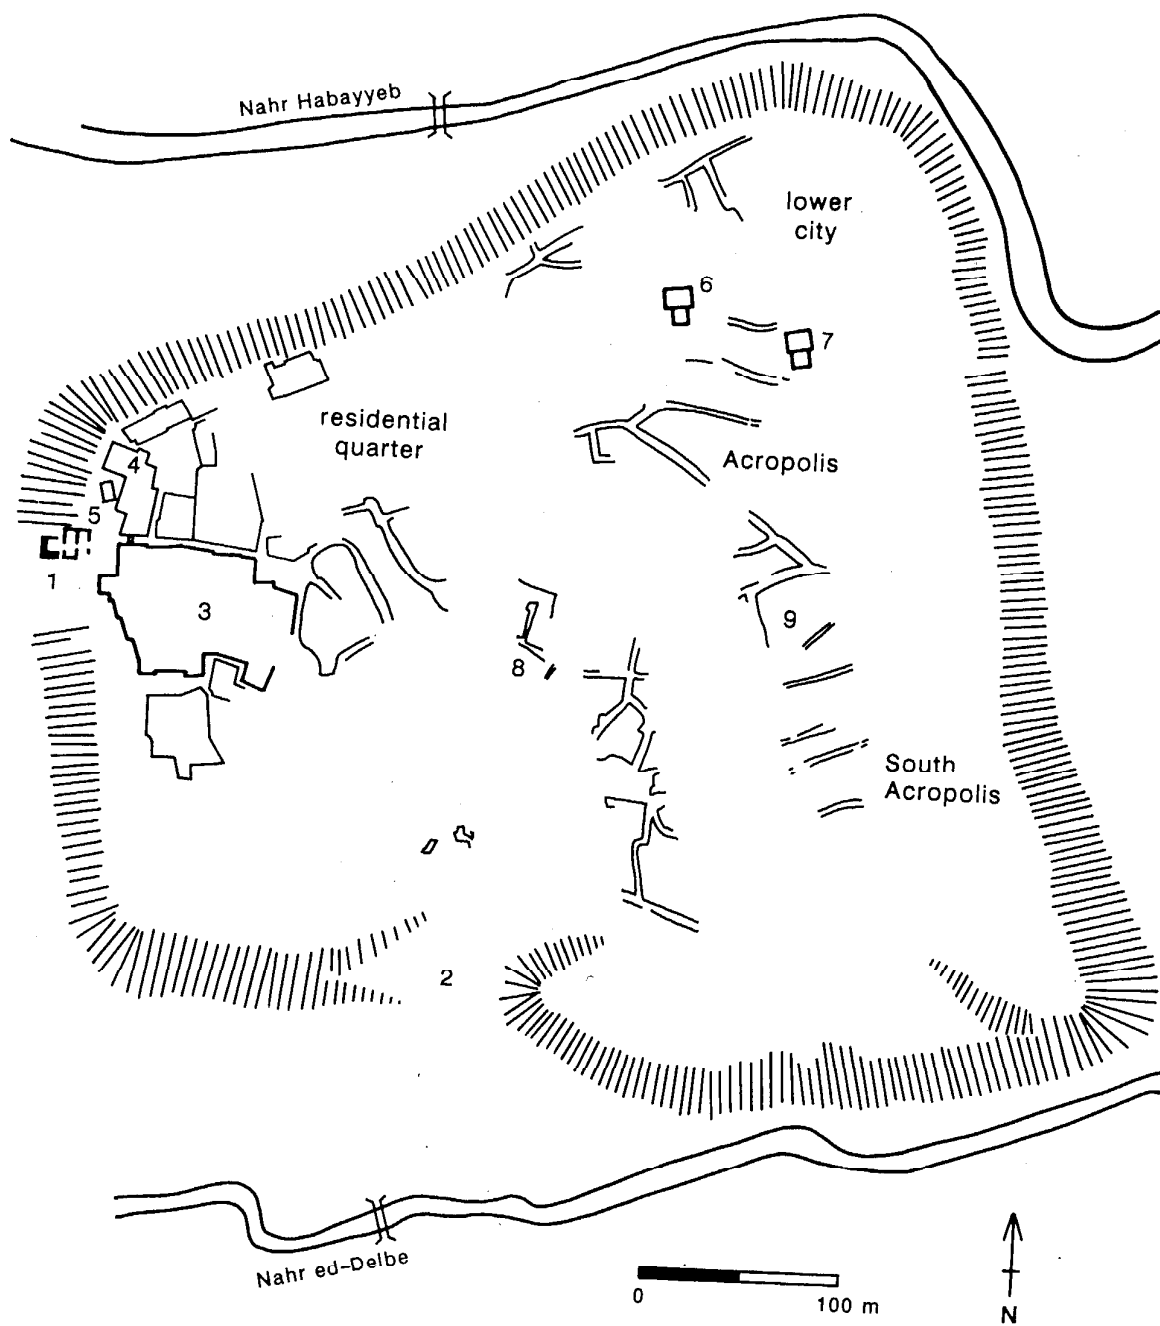 Nahr Habayyeb
lower
city
6
7
residential
quarter
Acropolis
4
5
1
3
9
8
South
Acropolis
2
Nahr ed-Delbe
0
100 m
N